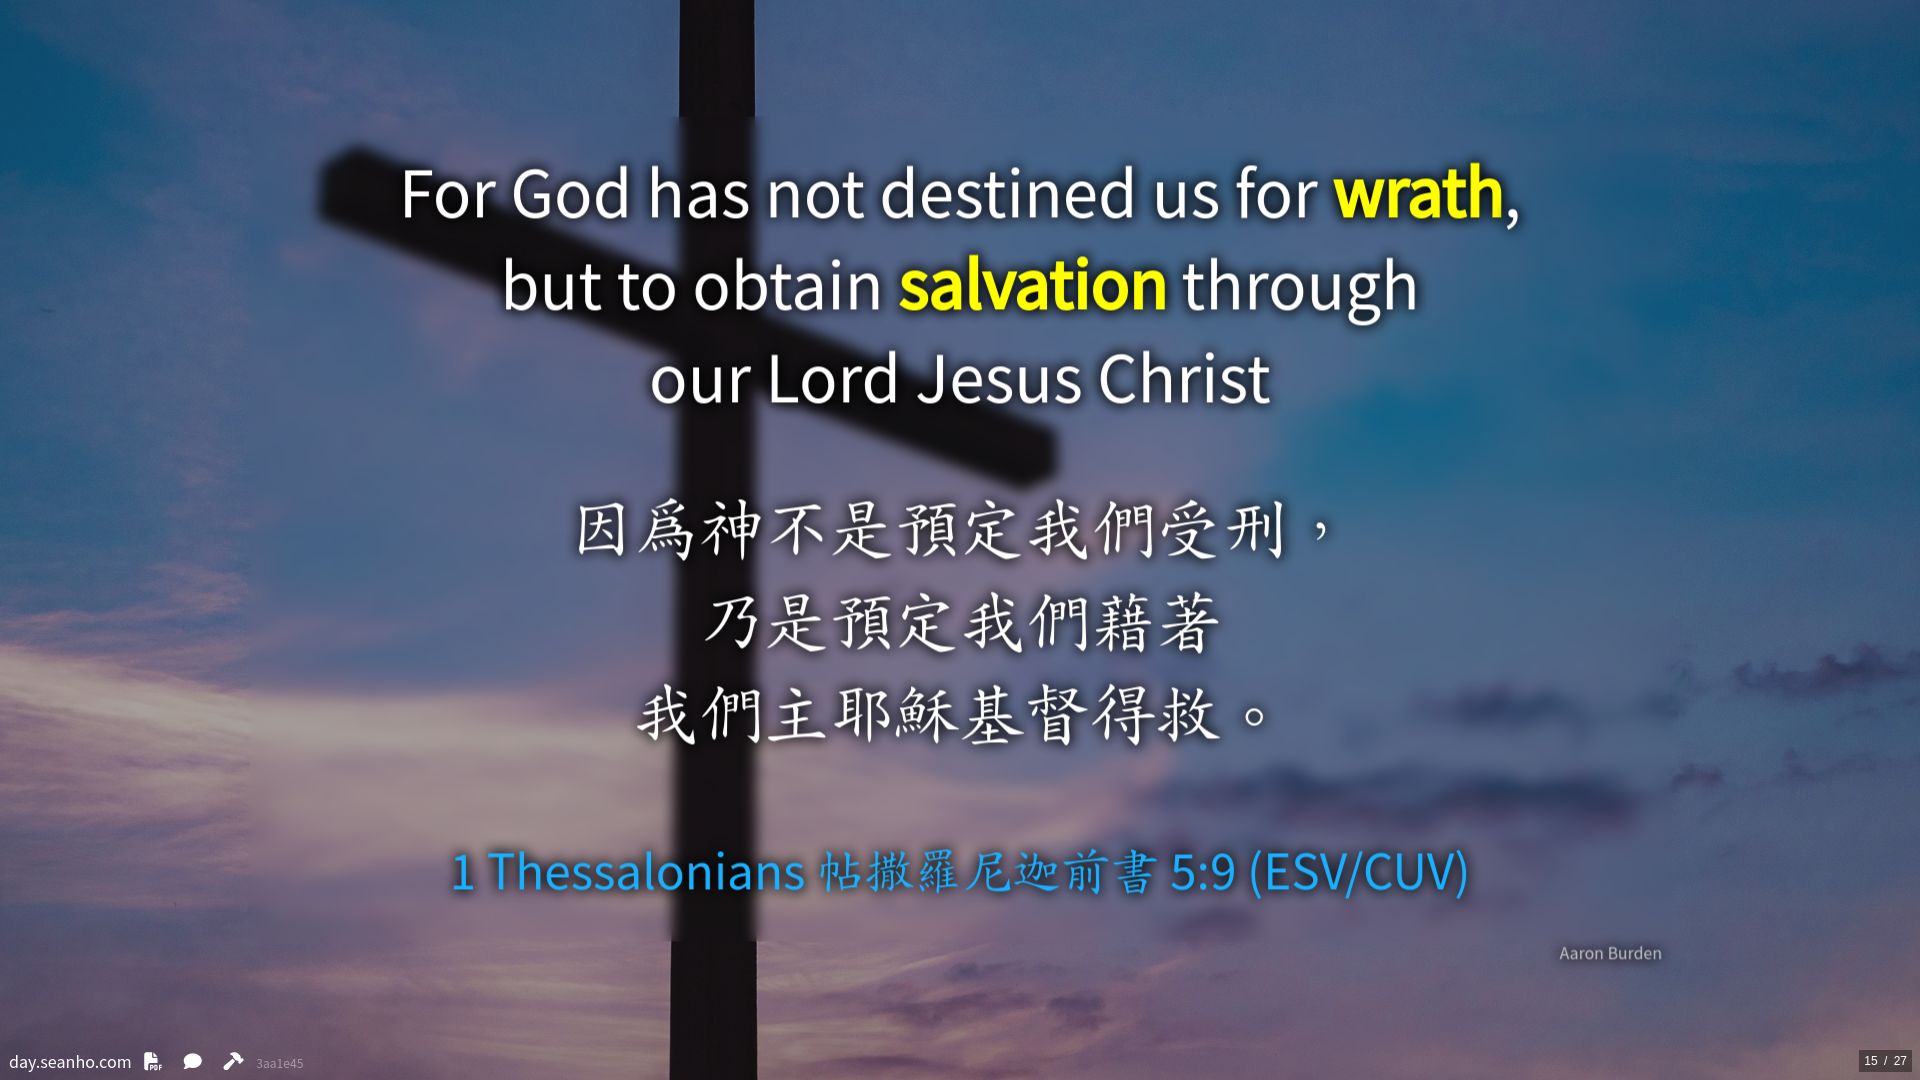 For God has not destined us for wrath,
but to obtain salvation through
our Lord Jesus Christ
因爲神不是預定我們受刑，
乃是預定我們藉著
我們主耶穌基督得救。
1 Thessalonians 帖撒羅尼迦前書 5:9 (ESV/CUV)
Aaron Burden
day.seanho.com PDF 3aa1e45
15 / 27